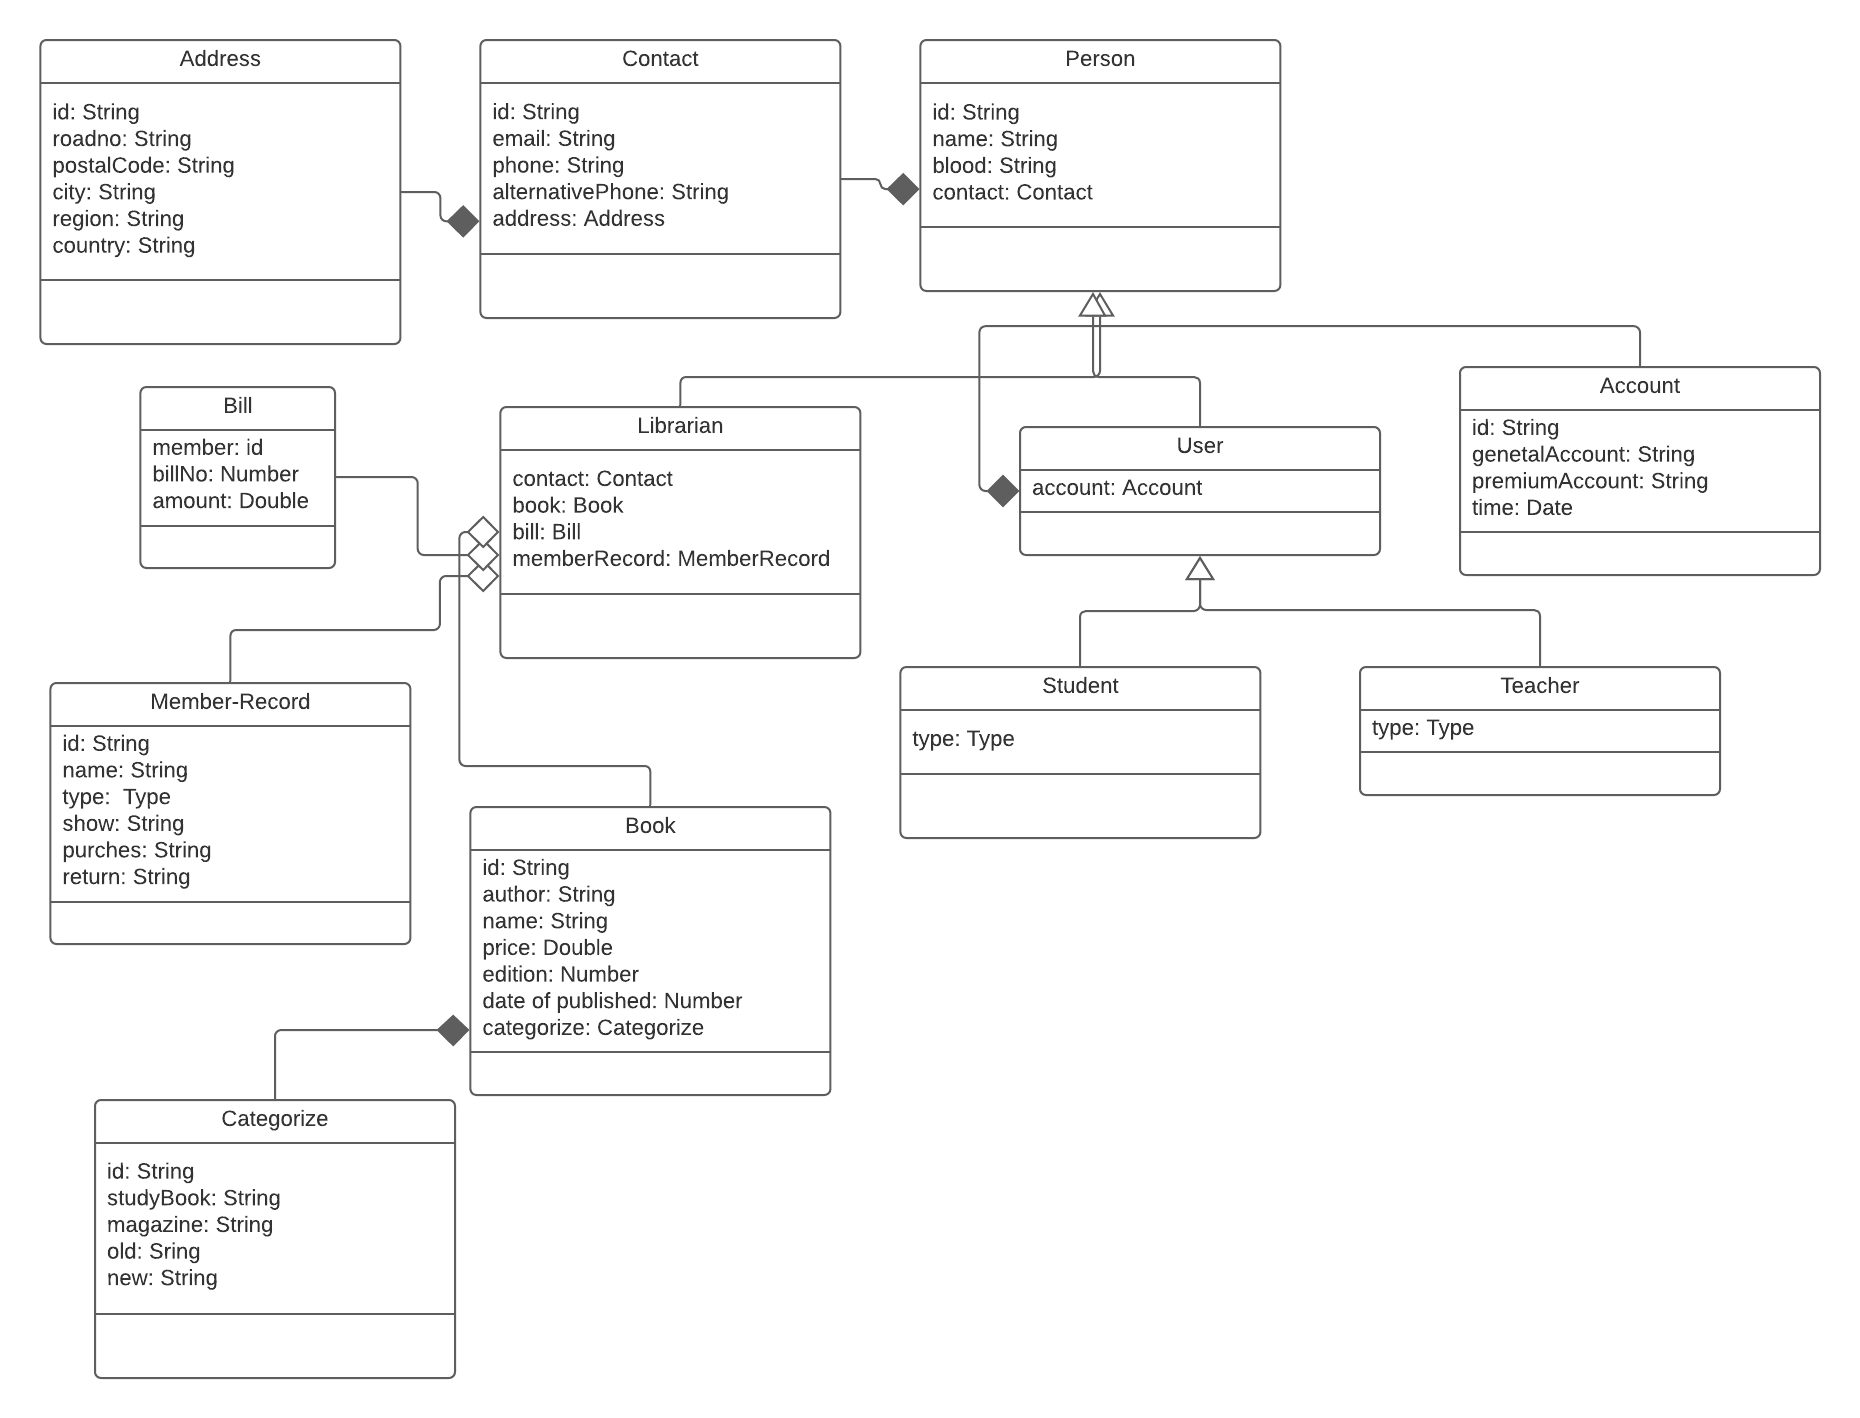 Address
id: String
roadno: String
postalCode: String
city: String
region: String
country: String
Contact
id: String
email: String
phone: String
alternativePhone: String
address: Address
Person
id: String
name: String
blood: String
contact: Contact
Bill
member: id
billNo: Number
amount: Double
Librarian
contact: Contact
book: Book
bill: Bill
memberRecord: MemberRecord
User
account: Account
Account
id: String
genetalAccount: String
premiumAccount: String
time: Date
Member-Record
id: String
name: String
type:  Type
show: String
purches: String
return: String
Student
type: Type
Teacher
type: Type
Book
id: String
author: String
name: String
price: Double
edition: Number
date of published: Number
categorize: Categorize
Categorize
id: String
studyBook: String
magazine: String
old: Sring
new: String